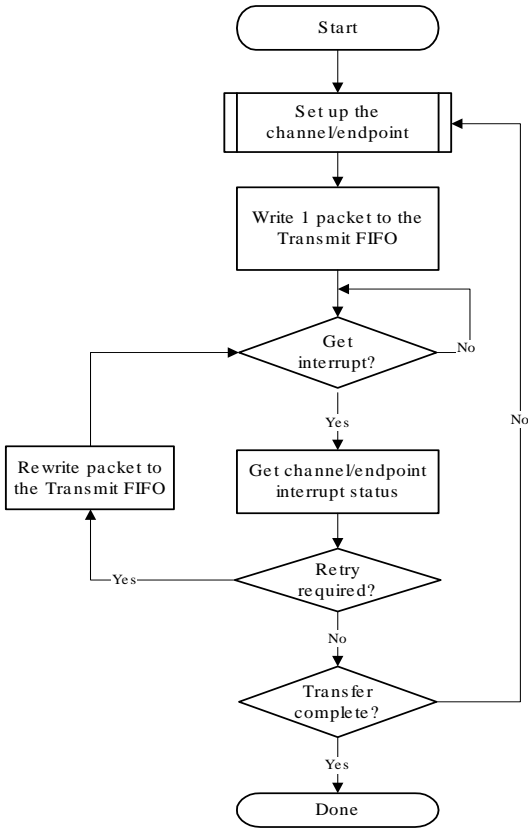 Start
Set up the
channel/endpoint
Write 1 packet to the
Transmit FIFO
Get
interrupt?
No
Yes
No
Rewrite packet to
the Transmit FIFO
Get channel/endpoint
interrupt status
Retry
required?
Yes
No
Transfer
complete?
Yes
Done